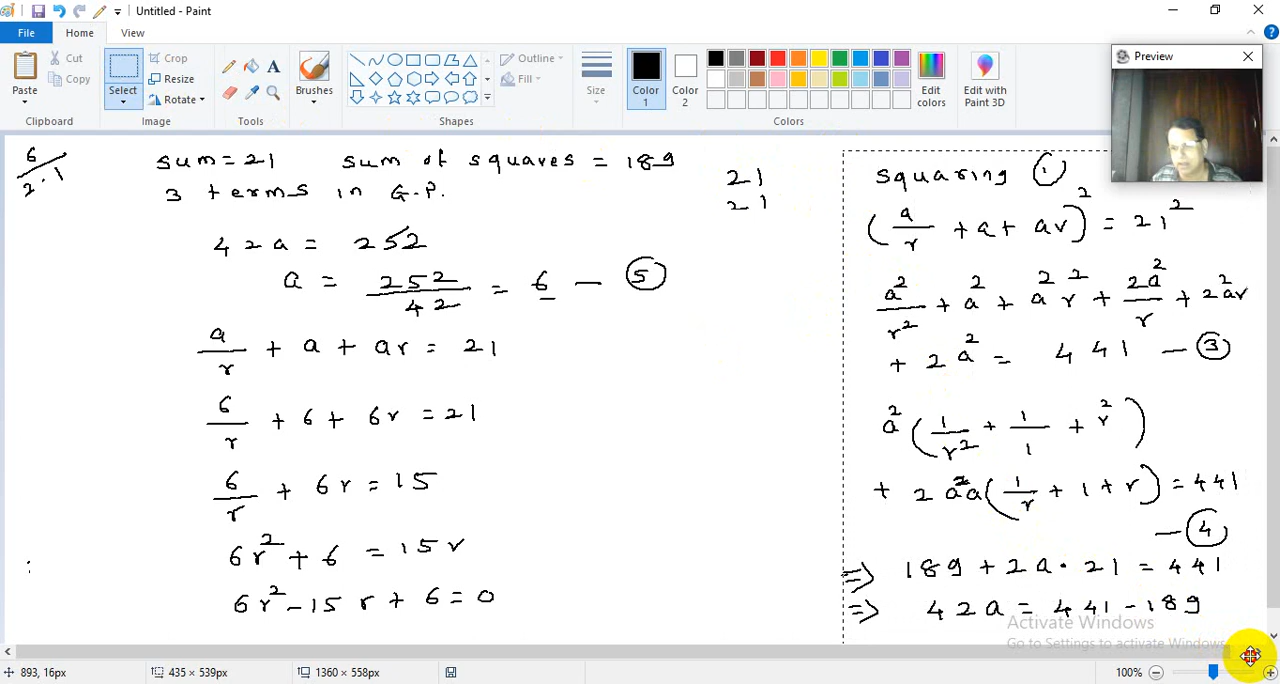 Untitled - Paint
File Home View
Paste Cut Copy Select Crop Resize Rotate Brushes Outline Fill Size Color 1 Color 2 Edit colors Edit with Paint 3D
Clipboard Image Tools Shapes Colors
Preview
6/2.1
sum=21 sum of squares = 189
3 terms in G.P.
42a = 252
a = 252/42 = 6 — ⑤
a/r + a + ar = 21
6/r + 6 + 6r = 21
6/r + 6r = 15
6r² + 6 = 15r
6r² - 15r + 6 = 0
:
21
21
squaring ①
(a/r + a + ar)² = 21²
a²/r² + a² + a²r² + 2a²/r + 2a²r
+ 2a² = 441 — ③
a²(1/r² + 1/1 + r²)
+ 2a²a(1/r + 1 + r) = 441
— ④
⇒ 189 + 2a · 21 = 441
⇒ 42a = 441 - 189
Activate Windows
Go to Settings to activate Windows.
893, 16px 435 × 539px 1360 × 558px 100%